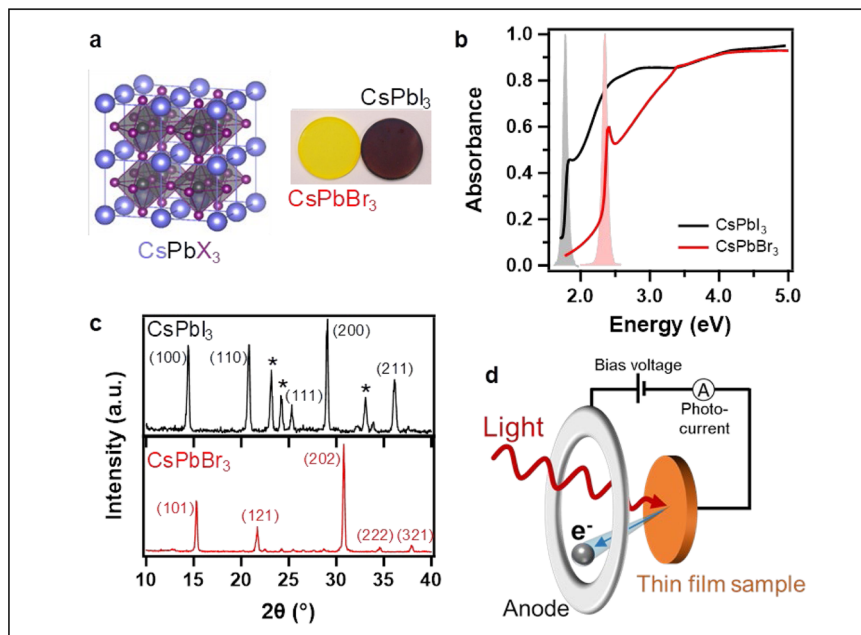 a
CsPbX3
CsPbI3
CsPbBr3
b
Absorbance
1.0
0.8
0.6
0.4
0.2
0.0
CsPbI3
CsPbBr3
2.0 3.0 4.0 5.0
Energy (eV)
c
Intensity (a.u.)
CsPbI3
(100)
(110)
*
*
(111)
(200)
*
(211)
CsPbBr3
(101)
(121)
(202)
(222)
(321)
10 15 20 25 30 35 40
2θ (°)
d
Bias voltage
A
Photo-
current
Light
e-
Anode
Thin film sample